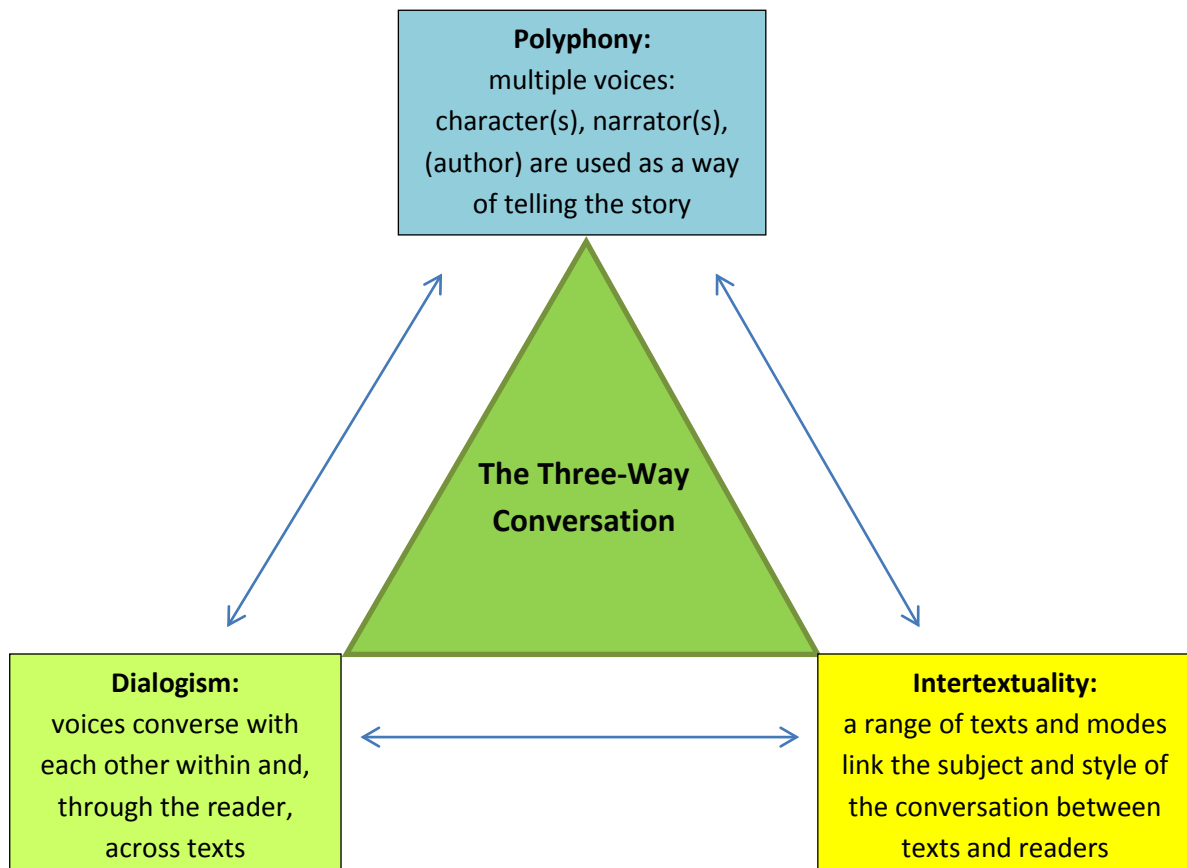 Polyphony:
multiple voices:
character(s), narrator(s),
(author) are used as a way
of telling the story
The Three-Way
Conversation
Dialogism:
voices converse with
each other within and,
through the reader,
across texts
Intertextuality:
a range of texts and modes
link the subject and style of
the conversation between
texts and readers